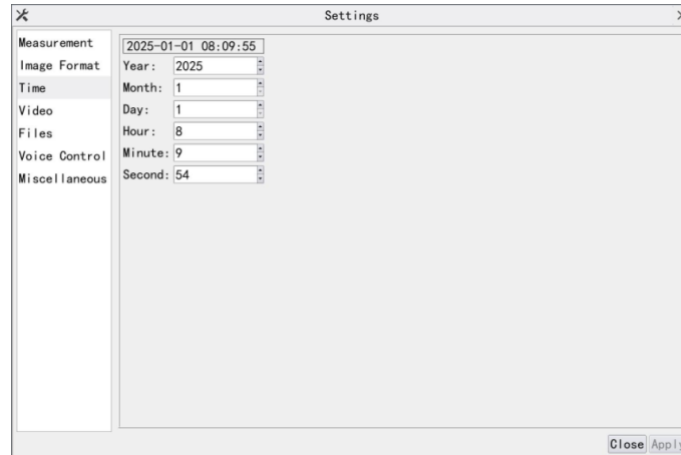 Settings
Measurement
Image Format
Time
Video
Files
Voice Control
Miscellaneous
2025-01-01 08:09:55
Year: 2025
Month: 1
Day: 1
Hour: 8
Minute: 9
Second: 54
Close Apply